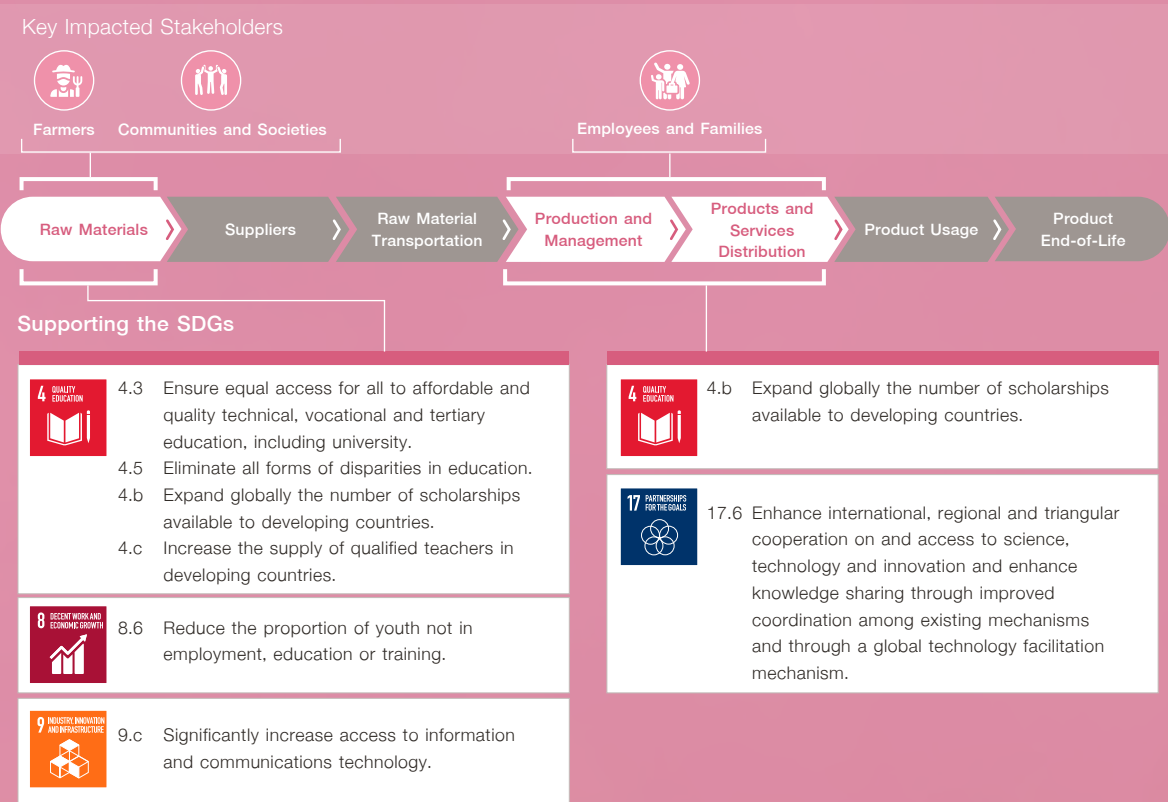 Key Impacted Stakeholders
Farmers
Communities and Societies
Employees and Families
Raw Materials
Suppliers
Raw Material
Transportation
Production and
Management
Products and
Services
Distribution
Product Usage
Product
End-of-Life
Supporting the SDGs
4 QUALITY
EDUCATION
4.3 Ensure equal access for all to affordable and
quality technical, vocational and tertiary
education, including university.
4.5 Eliminate all forms of disparities in education.
4.b Expand globally the number of scholarships
available to developing countries.
4.c Increase the supply of qualified teachers in
developing countries.
8 DECENT WORK AND
ECONOMIC GROWTH
8.6 Reduce the proportion of youth not in
employment, education or training.
9 INDUSTRY, INNOVATION
AND INFRASTRUCTURE
9.c Significantly increase access to information
and communications technology.
4 QUALITY
EDUCATION
4.b Expand globally the number of scholarships
available to developing countries.
17 PARTNERSHIPS
FOR THE GOALS
17.6 Enhance international, regional and triangular
cooperation on and access to science,
technology and innovation and enhance
knowledge sharing through improved
coordination among existing mechanisms
and through a global technology facilitation
mechanism.